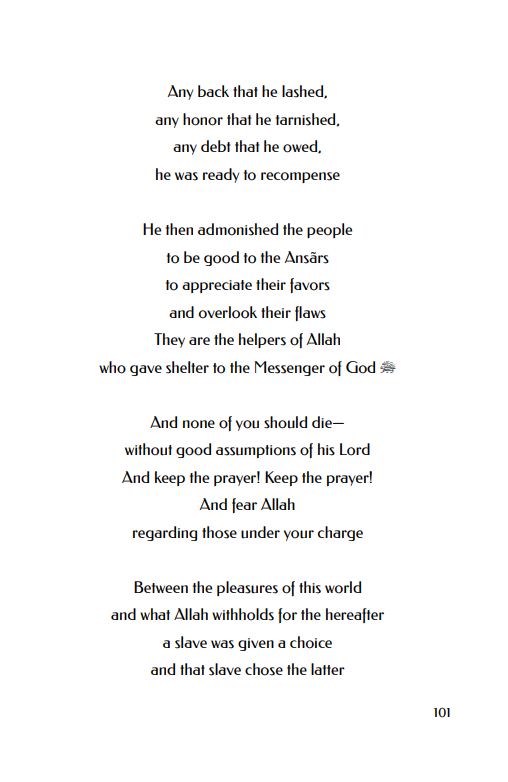 Any back that he lashed,
any honor that he tarnished,
any debt that he owed,
he was ready to recompense
He then admonished the people
to be good to the Ansãrs
to appreciate their favors
and overlook their flaws
They are the helpers of Allah
who gave shelter to the Messenger of God ﷺ
And none of you should die—
without good assumptions of his Lord
And keep the prayer! Keep the prayer!
And fear Allah
regarding those under your charge
Between the pleasures of this world
and what Allah withholds for the hereafter
a slave was given a choice
and that slave chose the latter
101